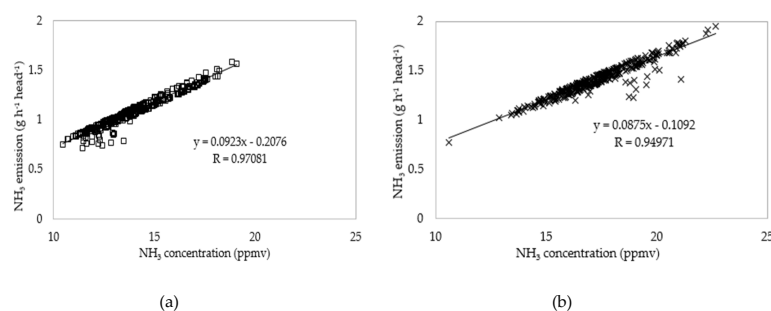 2
1.5
1
0.5
0
NH₃ emission (g h⁻¹ head⁻¹)
y = 0.0923x - 0.2076
R = 0.97081
10 15 20 25
NH₃ concentration (ppmv)
(a)
2
1.5
1
0.5
0
NH₃ emission (g h⁻¹ head⁻¹)
y = 0.0875x - 0.1092
R = 0.94971
10 15 20 25
NH₃ concentration (ppmv)
(b)